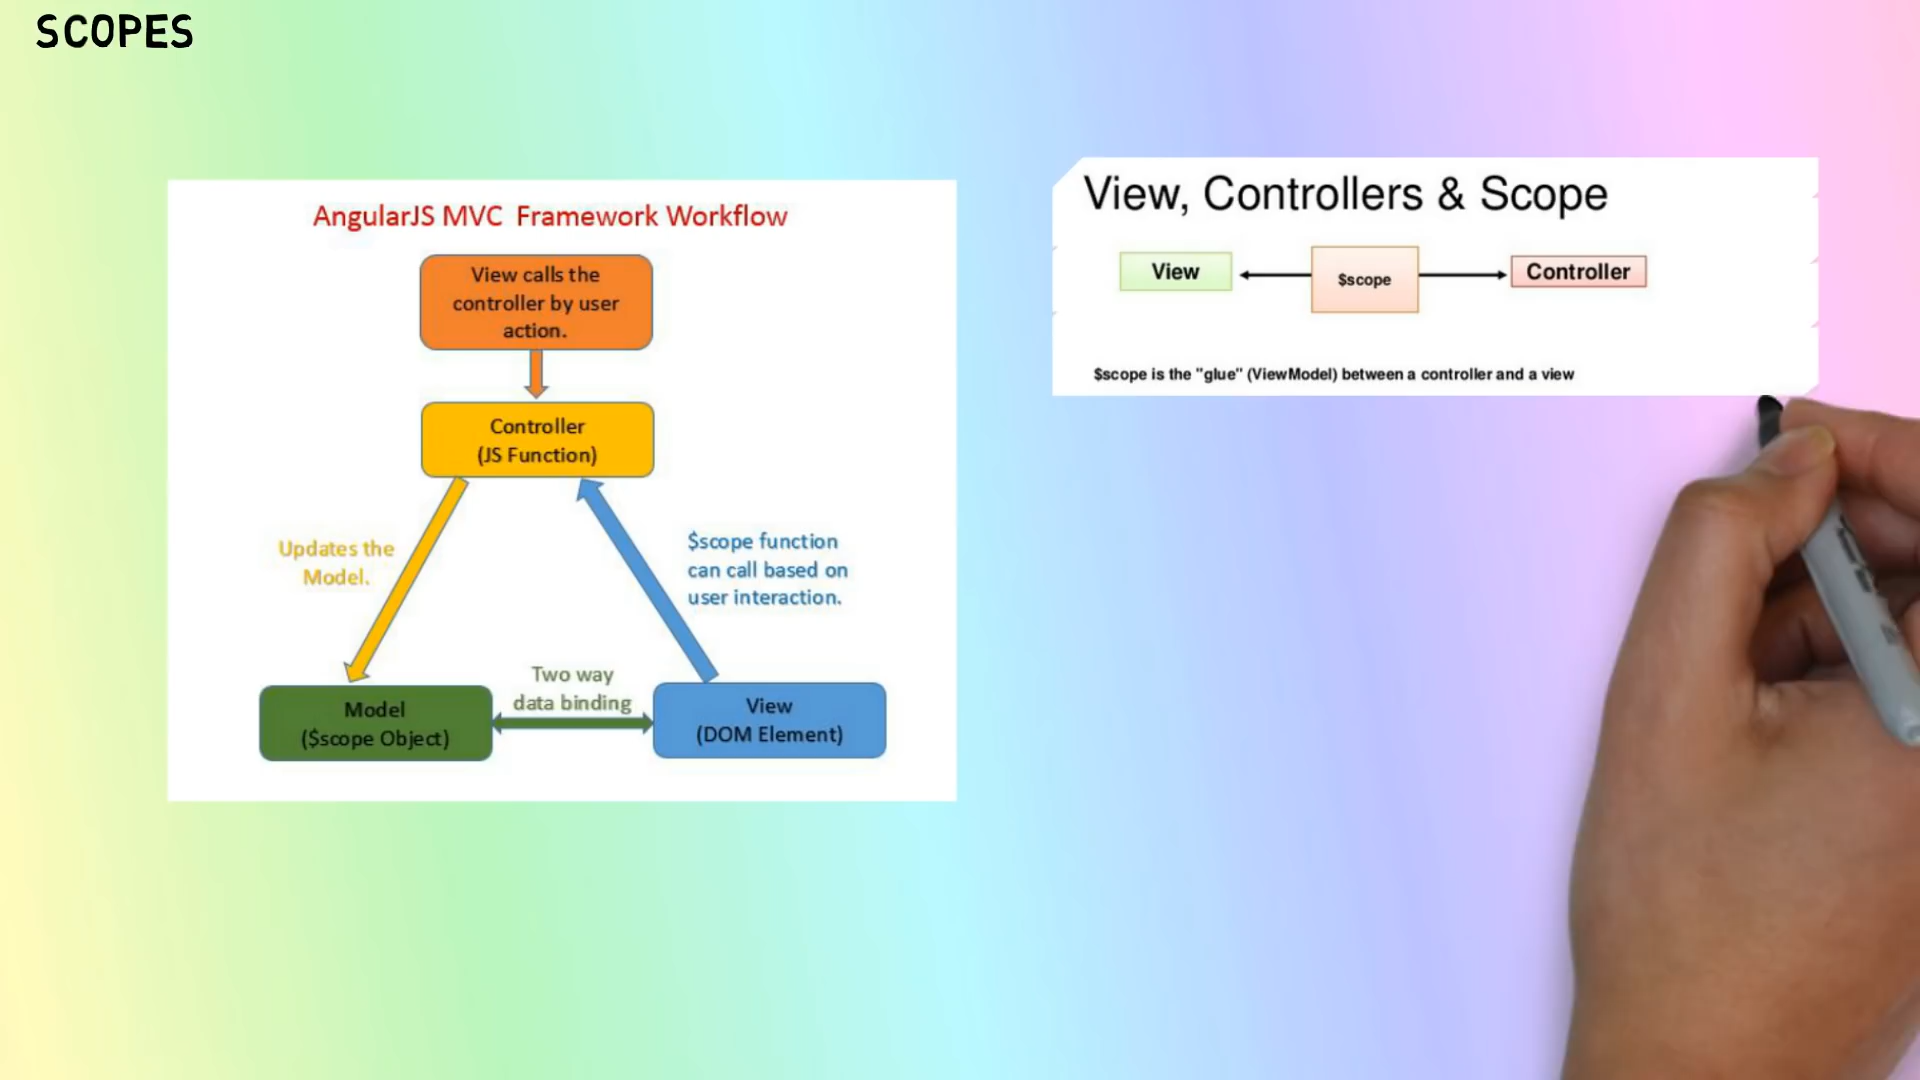 SCOPES
AngularJS MVC Framework Workflow
View calls the
controller by user
action.
Controller
(JS Function)
Updates the
Model.
$scope function
can call based on
user interaction.
Two way
data binding
Model
($scope Object)
View
(DOM Element)
View, Controllers & Scope
View
$scope
Controller
$scope is the "glue" (ViewModel) between a controller and a view